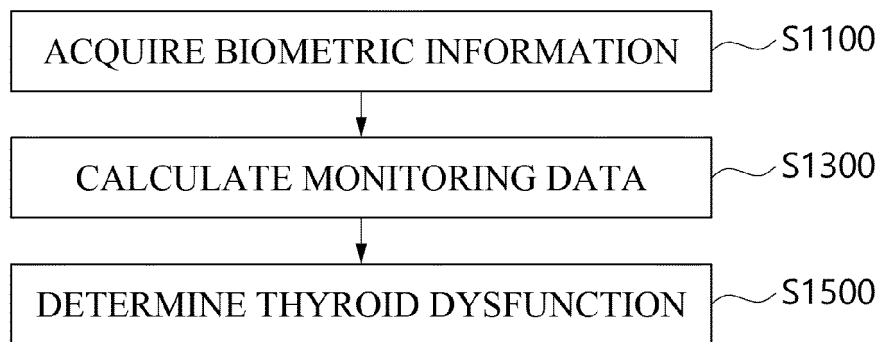 ACQUIRE BIOMETRIC INFORMATION S1100
CALCULATE MONITORING DATA S1300
DETERMINE THYROID DYSFUNCTION S1500